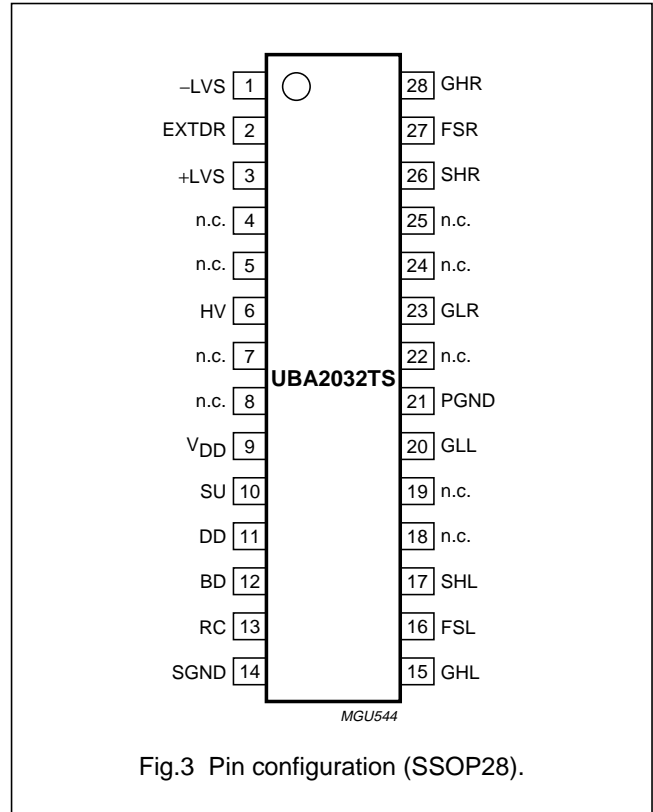 –LVS 1 28 GHR
EXTDR 2 27 FSR
+LVS 3 26 SHR
n.c. 4 25 n.c.
n.c. 5 24 n.c.
HV 6 23 GLR
n.c. 7 22 n.c.
UBA2032TS
n.c. 8 21 PGND
VDD 9 20 GLL
SU 10 19 n.c.
DD 11 18 n.c.
BD 12 17 SHL
RC 13 16 FSL
SGND 14 15 GHL
MGU544
Fig.3 Pin configuration (SSOP28).